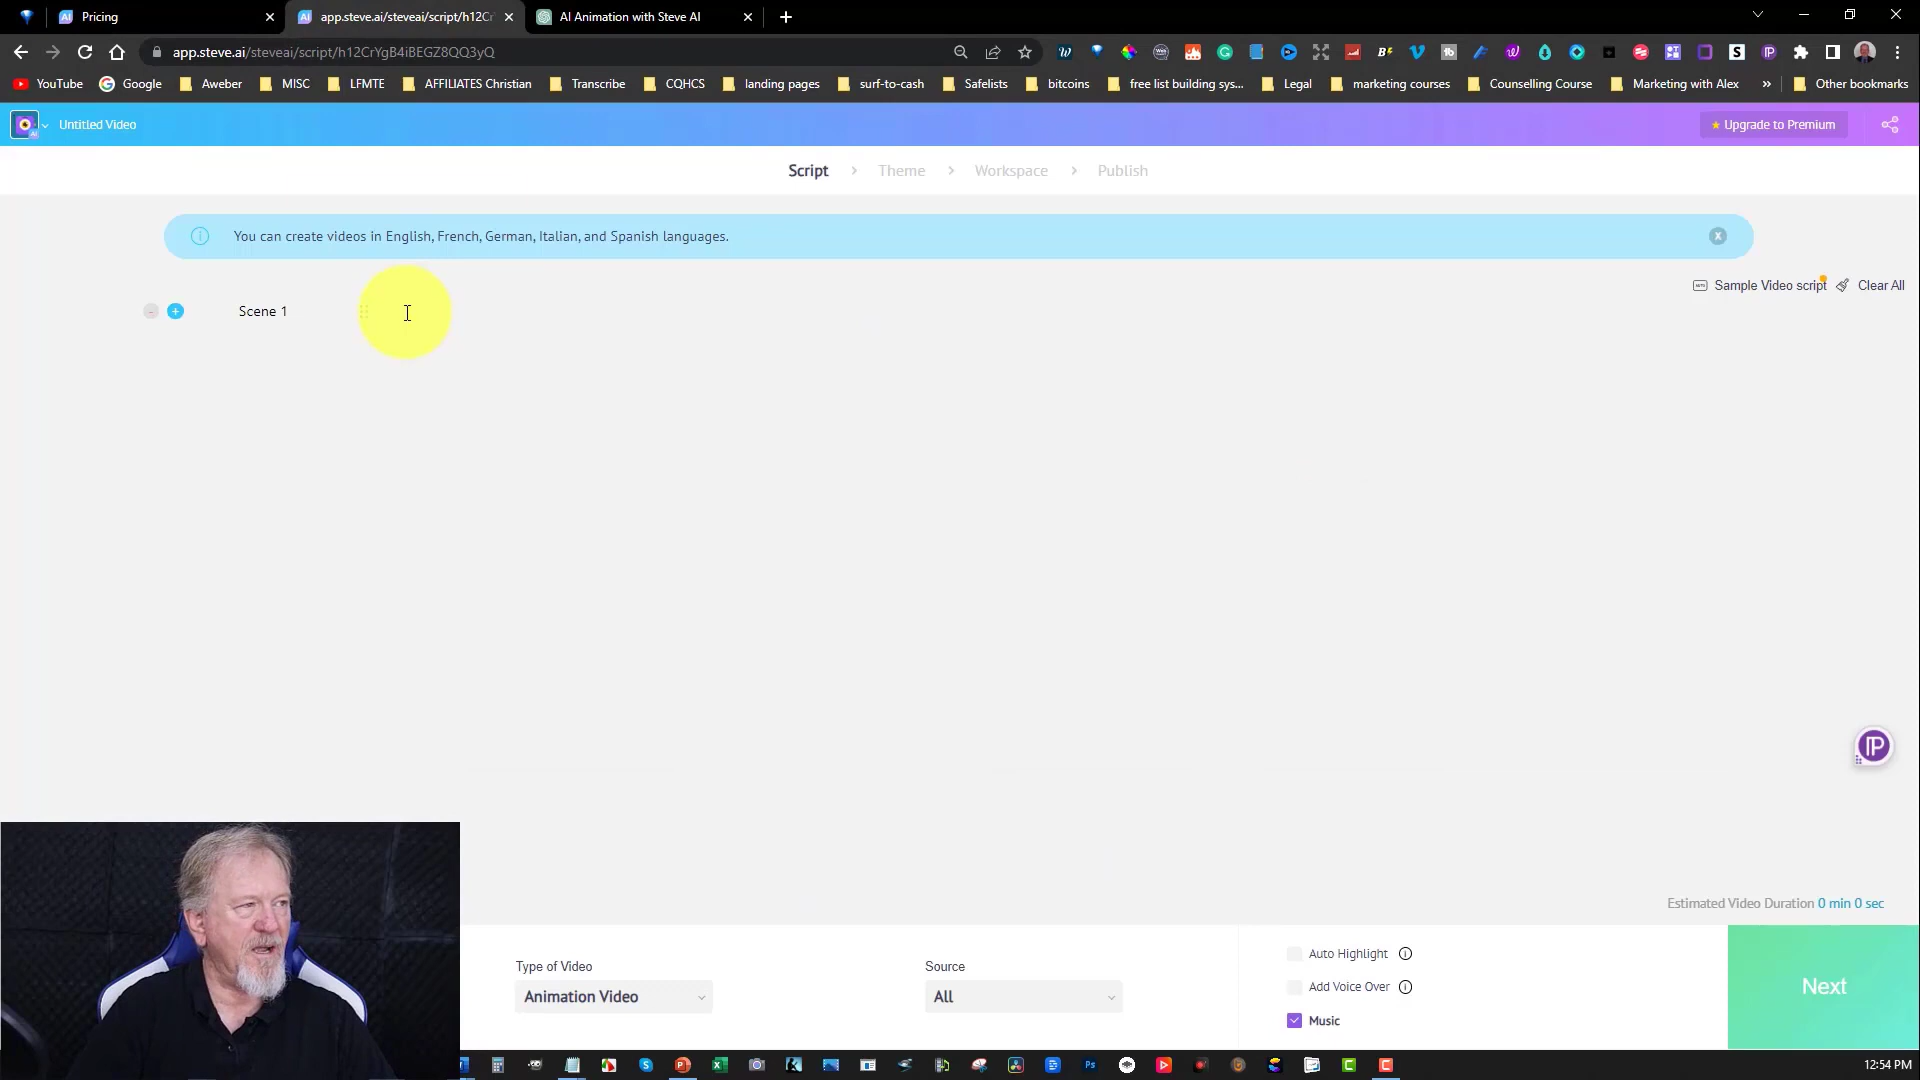 Pricing
app.steve.ai/steveai/script/h12Cr
AI Animation with Steve AI
app.steve.ai/steveai/script/h12CrYgB4iBEGZ8QQ3yQ
YouTube
Google
Aweber
MISC
LFMTE
AFFILIATES Christian
Transcribe
CQHCS
landing pages
surf-to-cash
Safelists
bitcoins
free list building sys...
Legal
marketing courses
Counselling Course
Marketing with Alex
»
Other bookmarks
Untitled Video
Upgrade to Premium
Script > Theme > Workspace > Publish
You can create videos in English, French, German, Italian, and Spanish languages.
X
Sample Video script
Clear All
Scene 1
Estimated Video Duration 0 min 0 sec
Type of Video
Animation Video
Source
All
Auto Highlight
Add Voice Over
Music
Next
12:54 PM